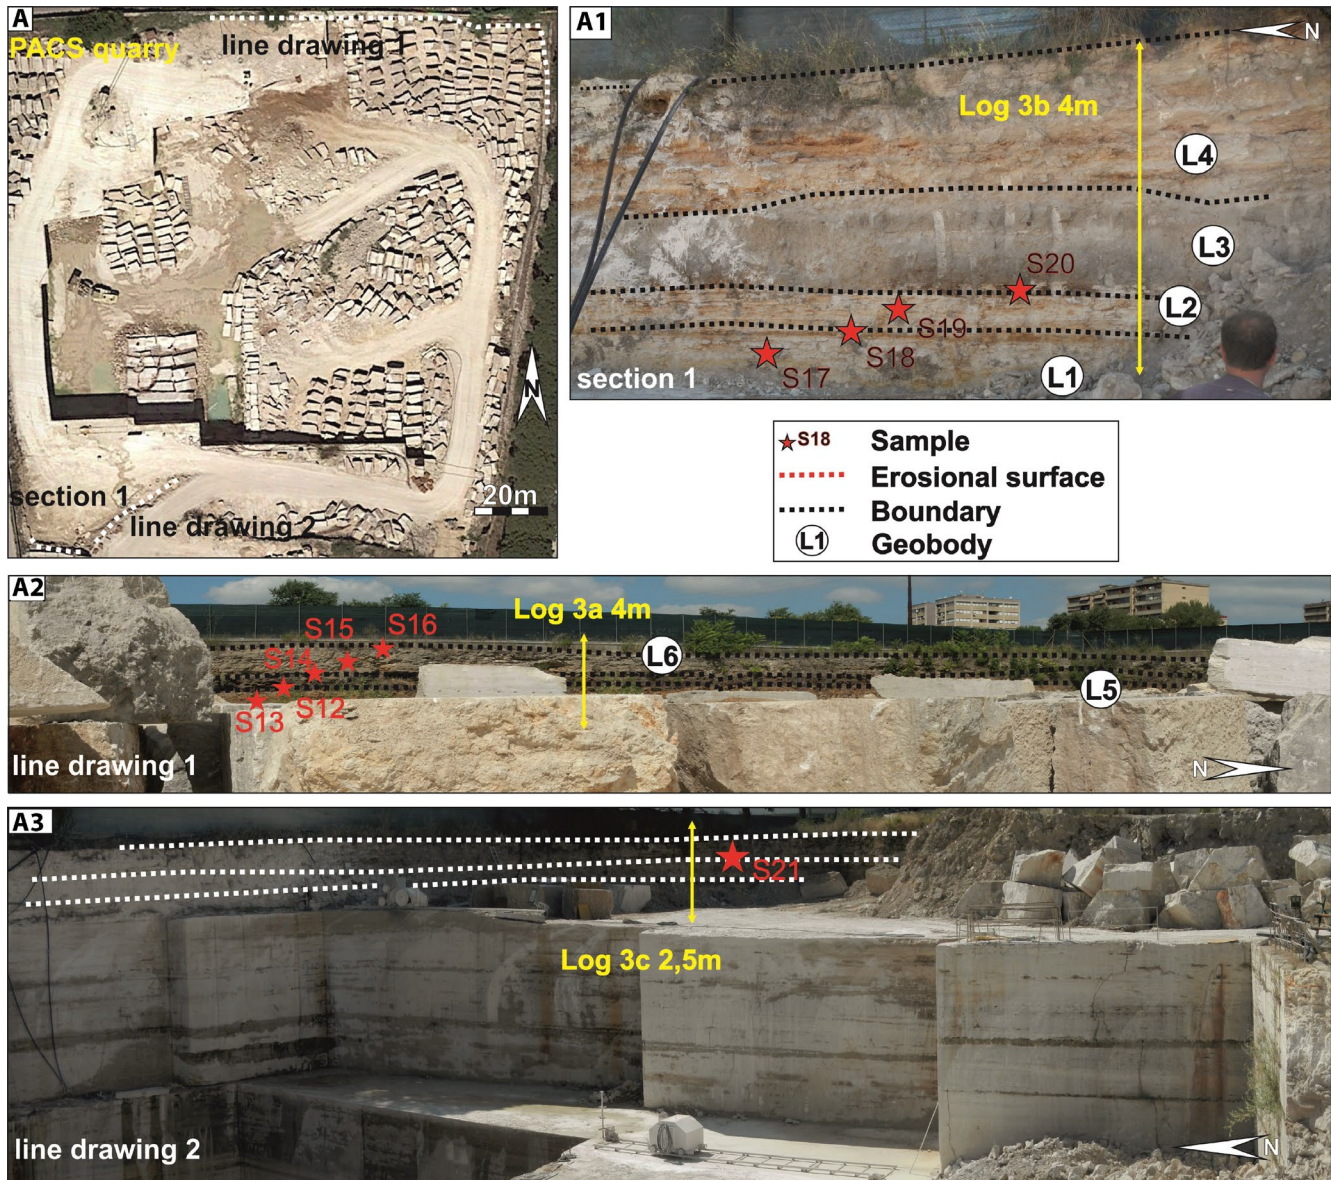 A
PACS quarry
line drawing 1
N
20m
section 1
line drawing 2
A1
N
Log 3b 4m
L4
L3
S20
L2
S19
S18
S17
L1
section 1
S18 Sample
Erosional surface
Boundary
L1 Geobody
A2
Log 3a 4m
S16
S15
L6
S14
L5
S12
S13
line drawing 1
N
A3
S21
Log 3c 2,5m
line drawing 2
N